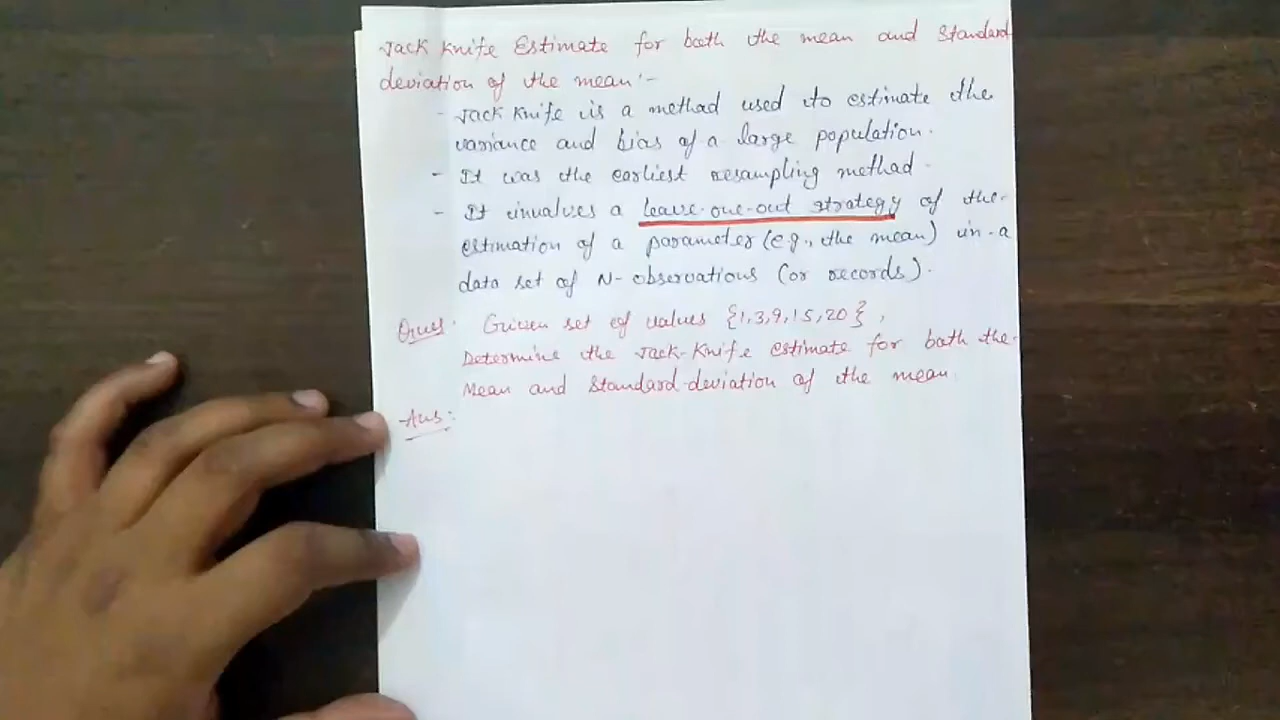 Jack Knife Estimate for both the mean and Standard
deviation of the mean:-
- Jack Knife is a method used to estimate the
variance and bias of a large population.
- It was the earliest resampling method.
- It involves a leave-one-out strategy of the
estimation of a parameter (e.g., the mean) in a
data set of N-observations (or records).
Ques: Given set of values {1,3,9,15,20},
Determine the Jack-Knife estimate for both the
Mean and Standard-deviation of the mean.
Ans: